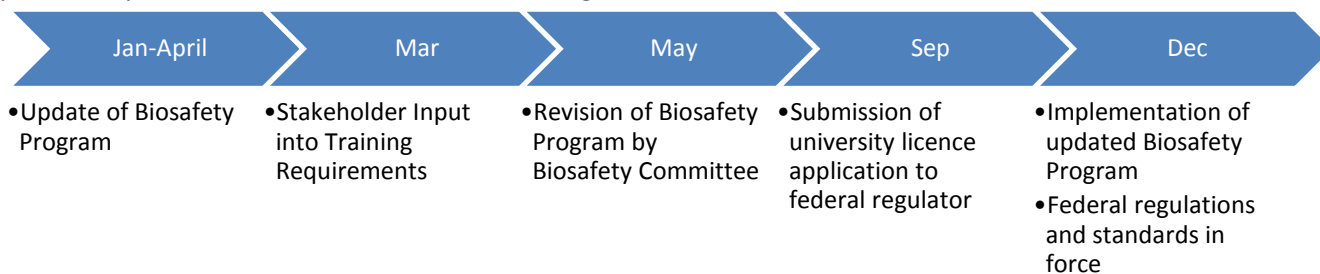 Jan-April
Mar
May
Sep
Dec
•Update of Biosafety
Program
•Stakeholder Input
into Training
Requirements
•Revision of Biosafety
Program by
Biosafety Committee
•Submission of
university licence
application to
federal regulator
•Implementation of
updated Biosafety
Program
•Federal regulations
and standards in
force